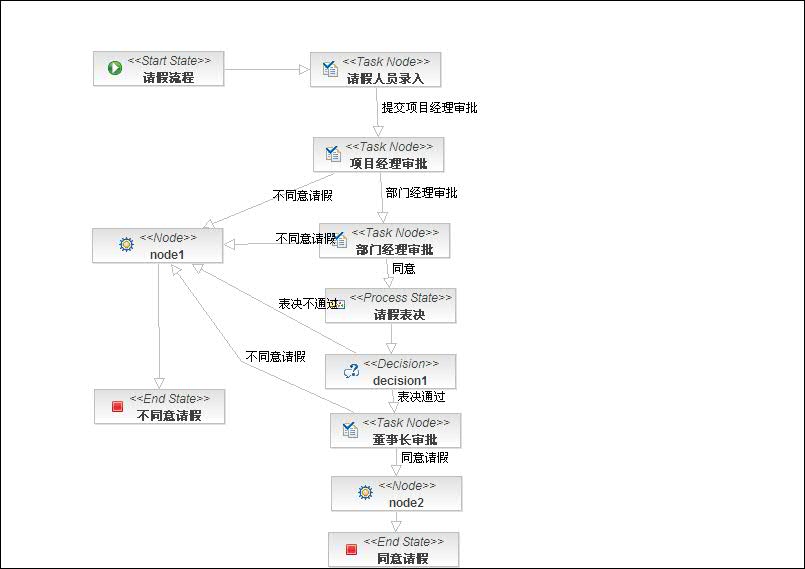 <<Start State>>
请假流程
<<Task Node>>
请假人员录入
提交项目经理审批
<<Task Node>>
项目经理审批
不同意请假
部门经理审批
<<Node>>
node1
不同意请假
<<Task Node>>
部门经理审批
同意
<<Process State>>
请假表决
表决不通过
不同意请假
<<Decision>>
decision1
表决通过
<<End State>>
不同意请假
<<Task Node>>
董事长审批
同意请假
<<Node>>
node2
<<End State>>
同意请假